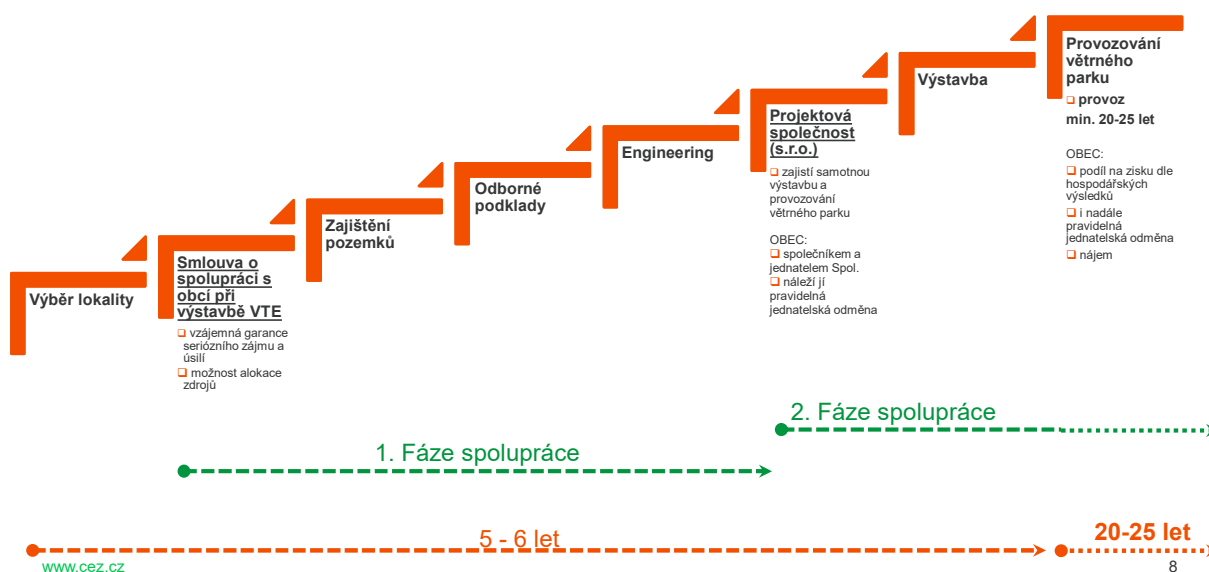 Výběr lokality
Smlouva o
spolupráci s
obcí při
výstavbě VTE
❑ vzájemná garance
seriózního zájmu a
úsilí
❑ možnost alokace
zdrojů
Zajištění
pozemků
Odborné
podklady
Engineering
Projektová
společnost
(s.r.o.)
❑ zajistí samotnou
výstavbu a
provozování
větrného parku
OBEC:
❑ společníkem a
jednatelem Spol.
❑ náleží jí
pravidelná
jednatelská odměna
Výstavba
Provozování
větrného
parku
❑ provoz
min. 20-25 let
OBEC:
❑ podíl na zisku dle
hospodářských
výsledků
❑ i nadále
pravidelná
jednatelská odměna
❑ nájem
2. Fáze spolupráce
1. Fáze spolupráce
5 - 6 let
20-25 let
www.cez.cz
8